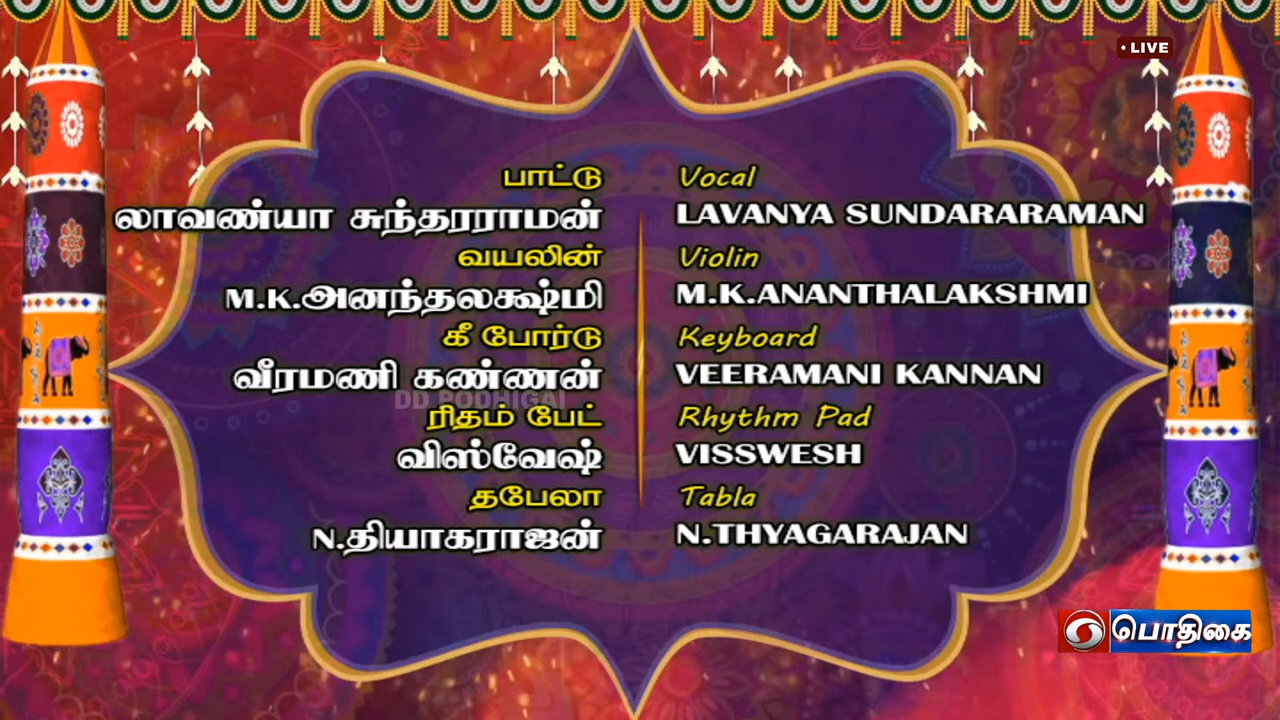 • LIVE
பாட்டு
லாவண்யா சுந்தரராமன்
வயலின்
M.K.அனந்தலக்ஷ்மி
கீ போர்டு
வீரமணி கண்ணன்
ரிதம் பேட்
விஸ்வேஷ்
தபேலா
N.தியாகராஜன்
Vocal
LAVANYA SUNDARARAMAN
Violin
M.K.ANANTHALAKSHMI
Keyboard
VEERAMANI KANNAN
Rhythm Pad
VISSWESH
Tabla
N.THYAGARAJAN
DD PODHIGAI
பொதிகை